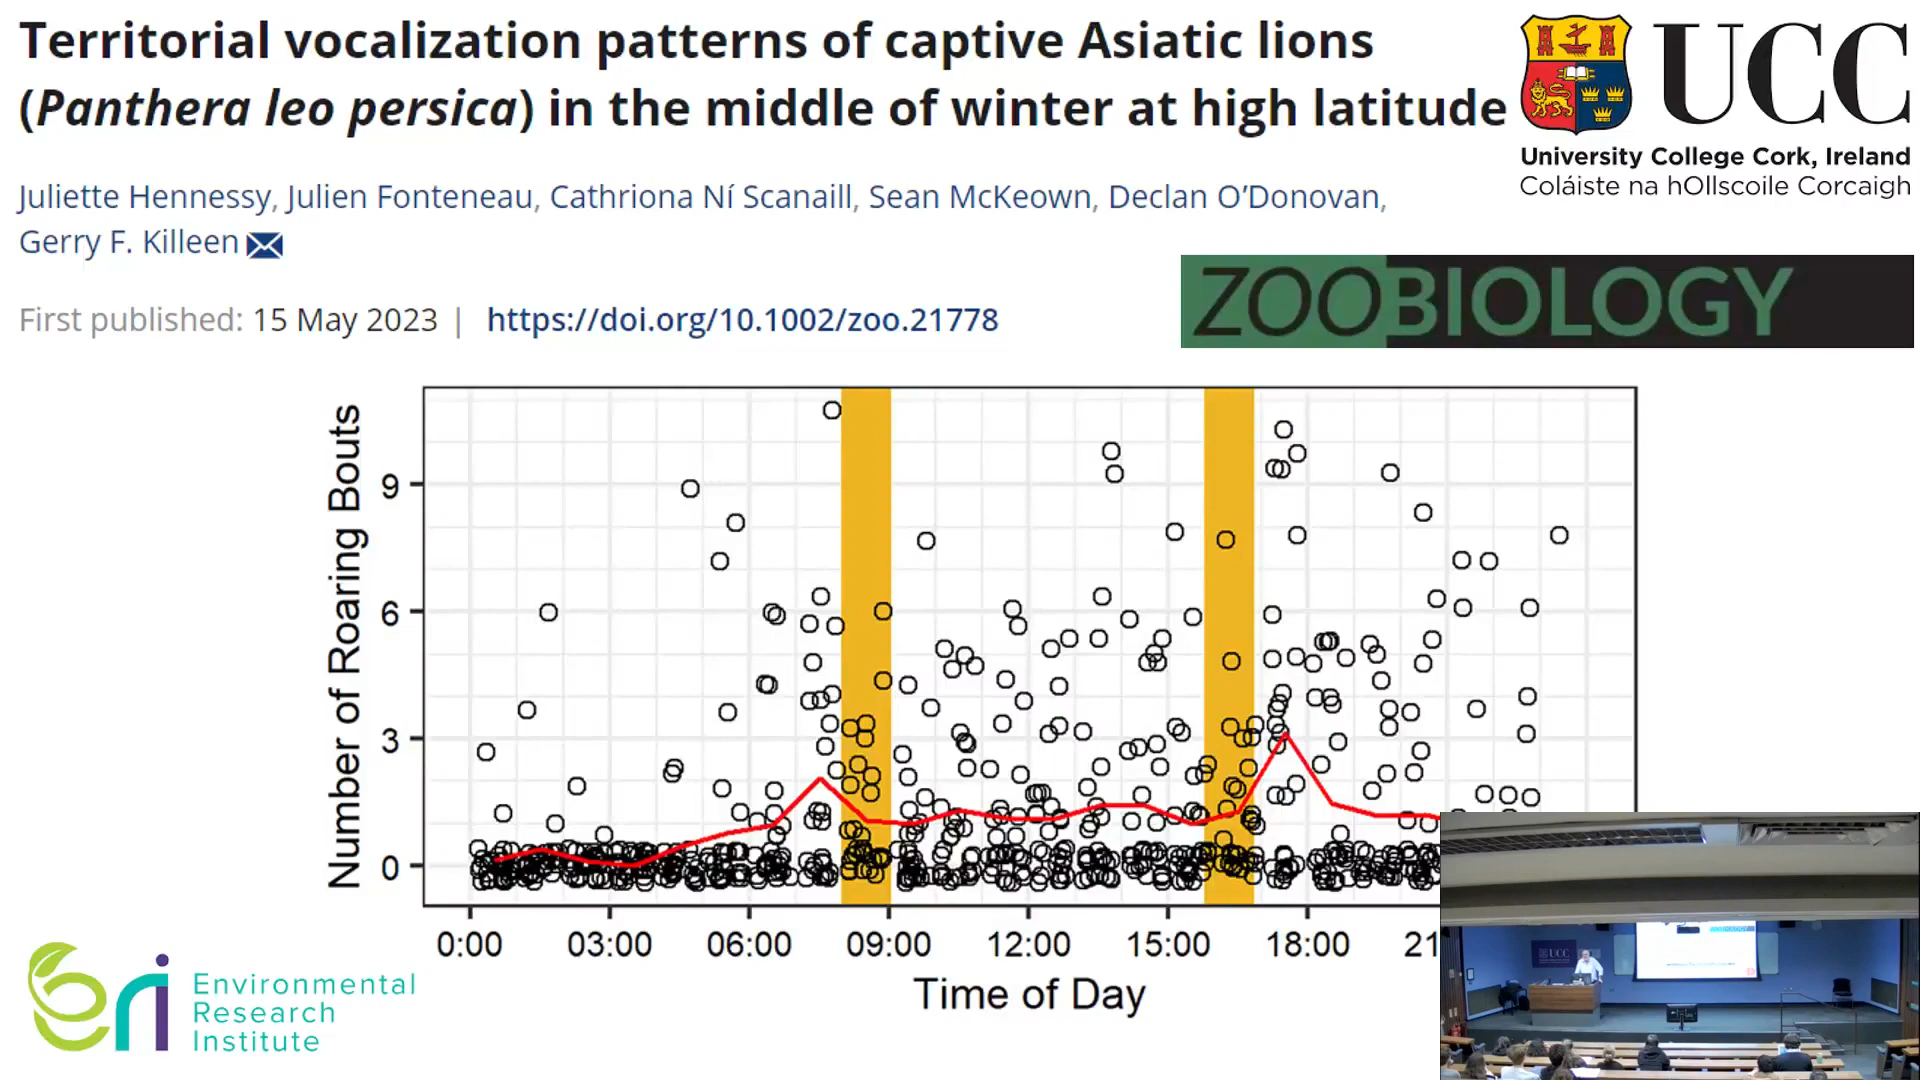 Territorial vocalization patterns of captive Asiatic lions
(Panthera leo persica) in the middle of winter at high latitude
UCC
University College Cork, Ireland
Coláiste na hOllscoile Corcaigh
Juliette Hennessy, Julien Fonteneau, Cathriona Ní Scanaill, Sean McKeown, Declan O’Donovan,
Gerry F. Killeen
ZOOBIOLOGY
First published: 15 May 2023 | https://doi.org/10.1002/zoo.21778
Number of Roaring Bouts
9
6
3
0
0:00 03:00 06:00 09:00 12:00 15:00 18:00 21
Time of Day
eri Environmental
Research
Institute
UCC